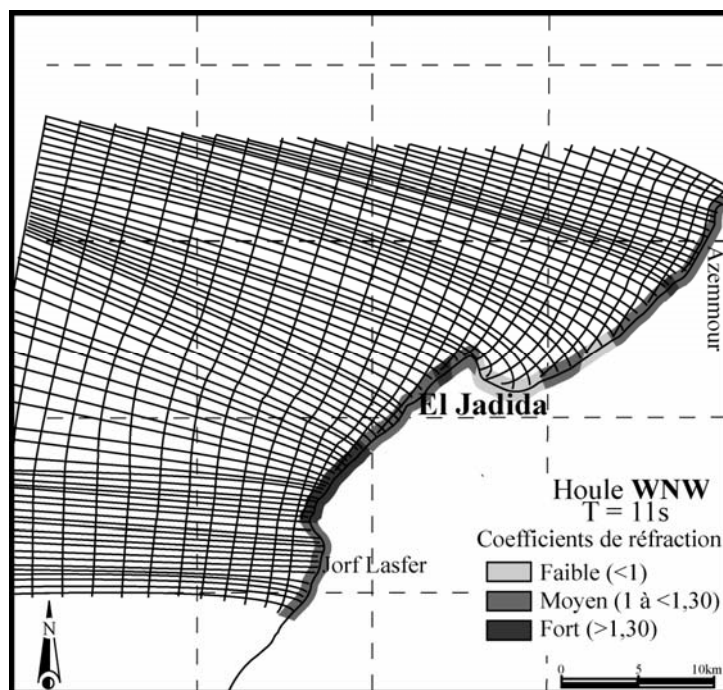 Azemmour
El Jadida
Jorf Lasfer
Houle WNW
T = 11s
Coefficients de réfraction
Faible (<1)
Moyen (1 à <1,30)
Fort (>1,30)
N
0 5 10km